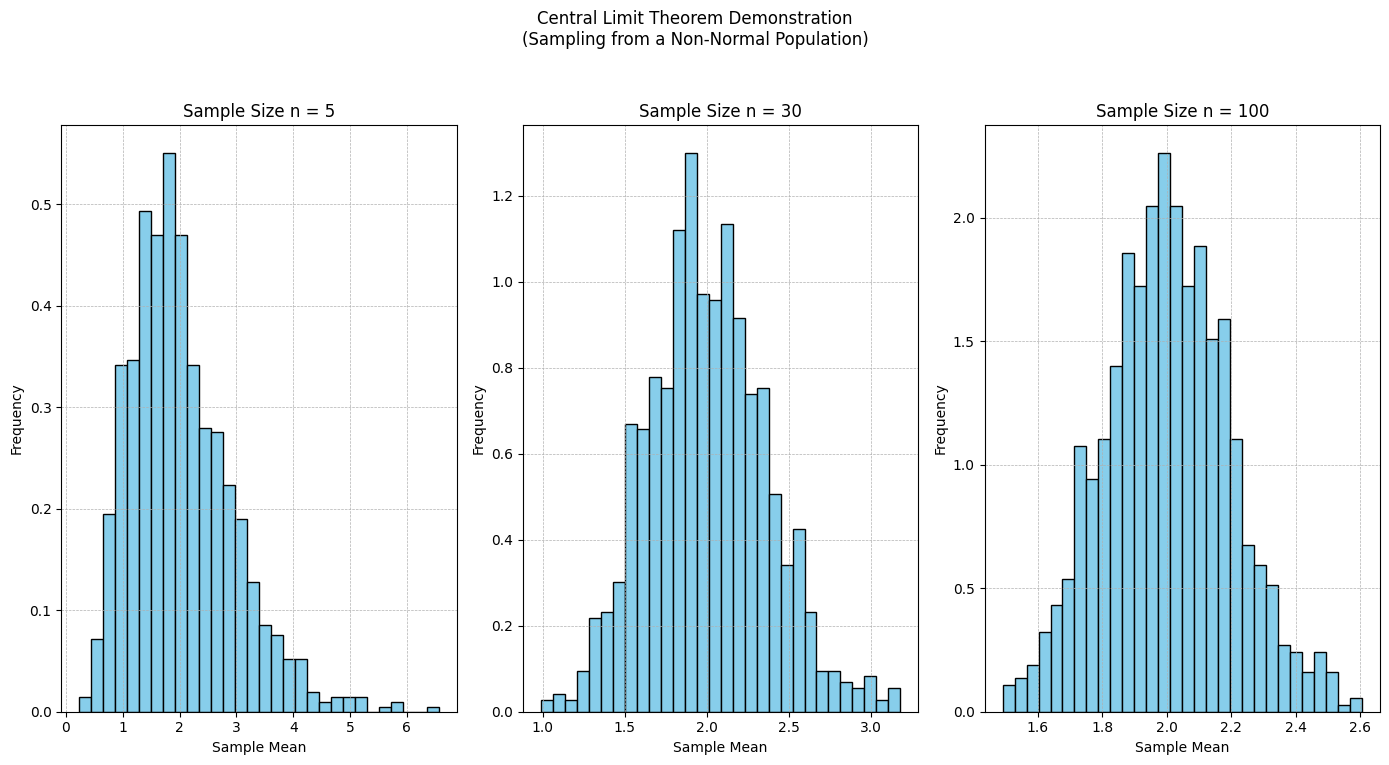 Central Limit Theorem Demonstration
(Sampling from a Non-Normal Population)
Sample Size n = 5
Frequency
0.5
0.4
0.3
0.2
0.1
0.0
0 1 2 3 4 5 6
Sample Mean
Sample Size n = 30
Frequency
1.2
1.0
0.8
0.6
0.4
0.2
0.0
1.0 1.5 2.0 2.5 3.0
Sample Mean
Sample Size n = 100
Frequency
2.0
1.5
1.0
0.5
0.0
1.6 1.8 2.0 2.2 2.4 2.6
Sample Mean